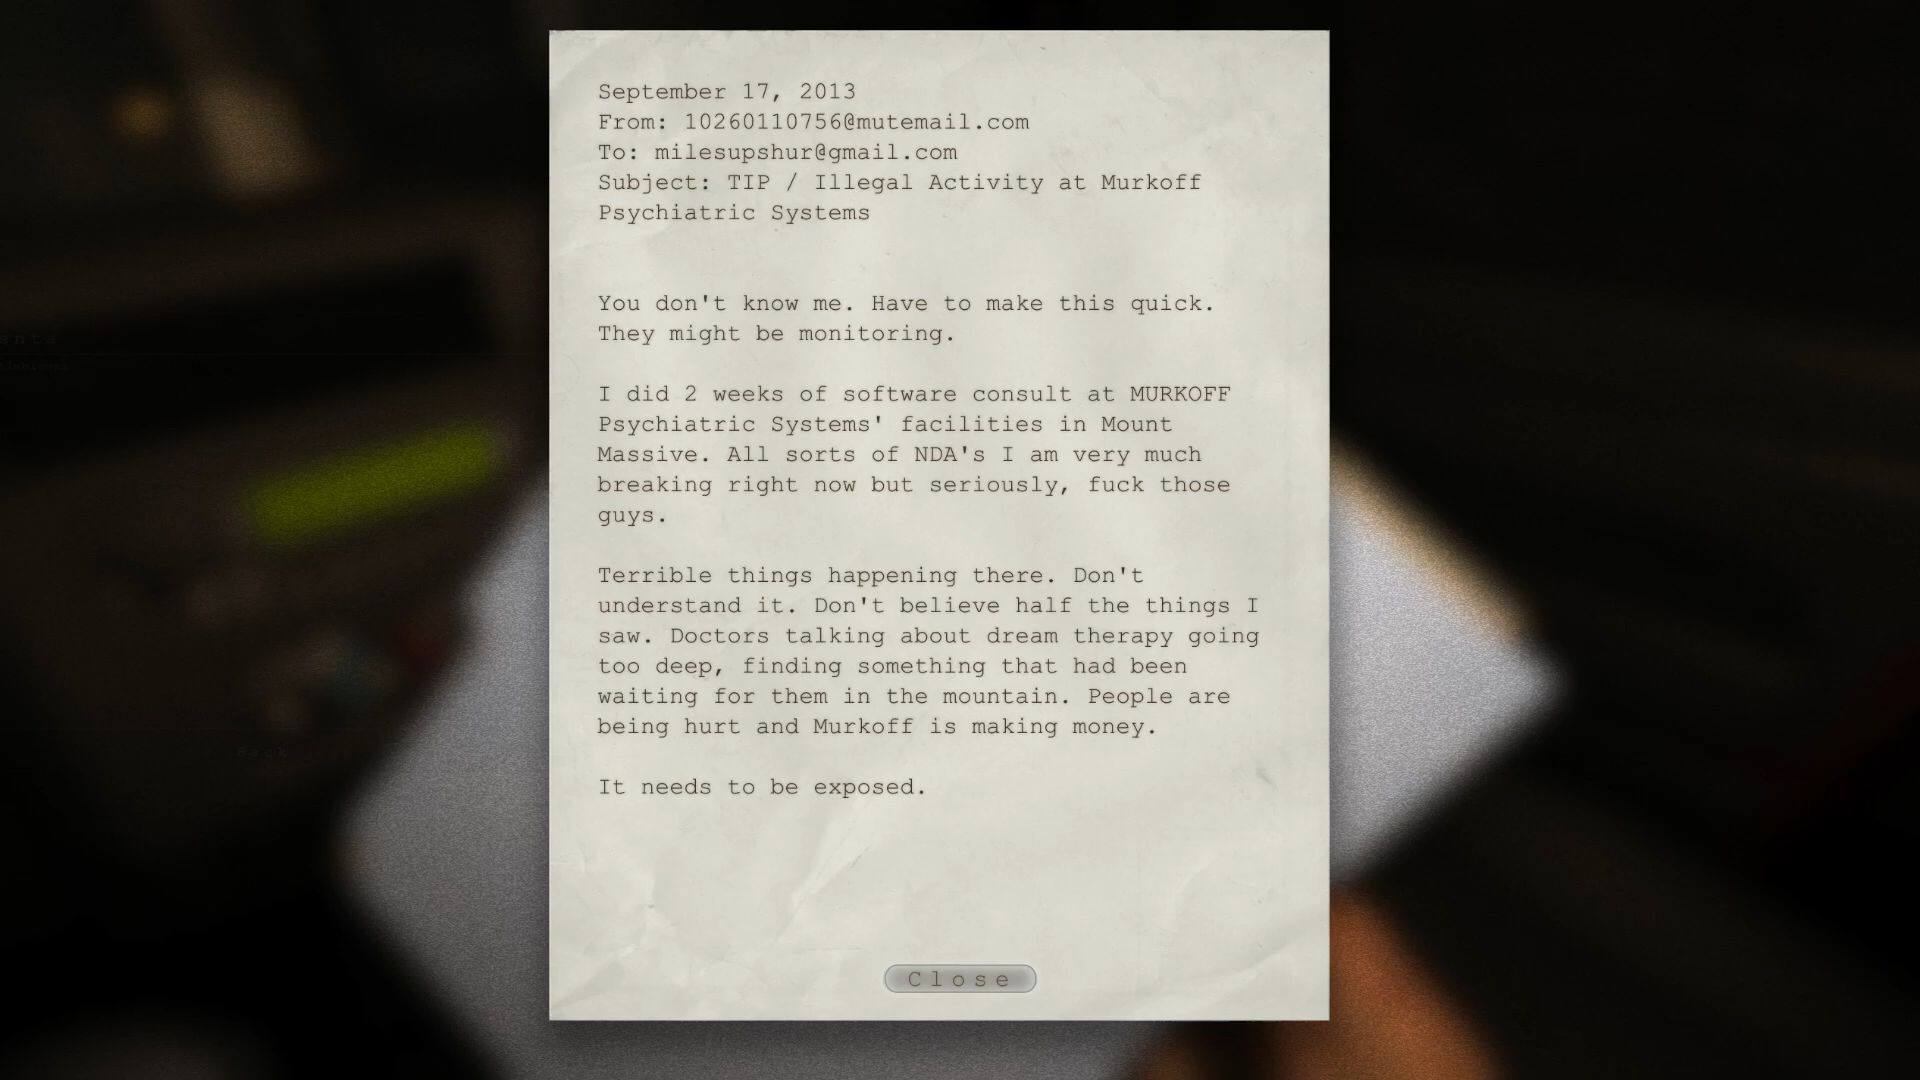 September 17, 2013
From: 10260110756@mutemail.com
To: milesupshur@gmail.com
Subject: TIP / Illegal Activity at Murkoff
Psychiatric Systems
You don't know me. Have to make this quick.
They might be monitoring.
I did 2 weeks of software consult at MURKOFF
Psychiatric Systems' facilities in Mount
Massive. All sorts of NDA's I am very much
breaking right now but seriously, fuck those
guys.
Terrible things happening there. Don't
understand it. Don't believe half the things I
saw. Doctors talking about dream therapy going
too deep, finding something that had been
waiting for them in the mountain. People are
being hurt and Murkoff is making money.
It needs to be exposed.
Back
Close